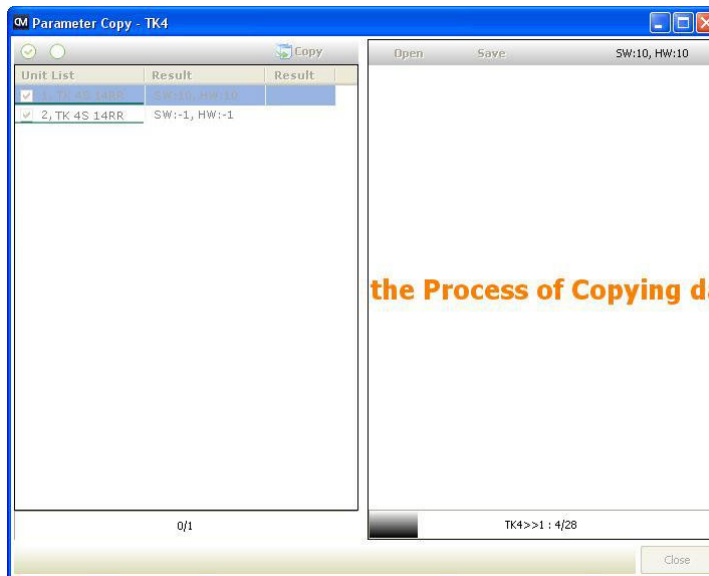 Parameter Copy - TK4
Copy
Open Save SW:10, HW:10
Unit List Result Result
1, TK 4S 14RR SW:10, HW:10
2, TK 4S 14RR SW:-1, HW:-1
the Process of Copying da
0/1
TK4>>1 : 4/28
Close